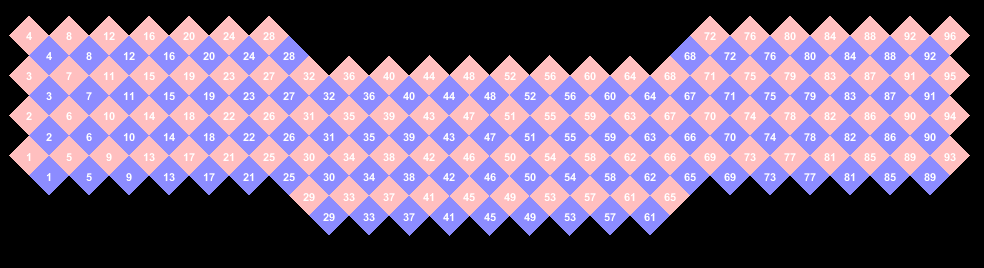 4 8 12 16 20 24 28 72 76 80 84 88 92 96
4 8 12 16 20 24 28 68 72 76 80 84 88 92
3 7 11 15 19 23 27 32 36 40 44 48 52 56 60 64 68 71 75 79 83 87 91 95
3 7 11 15 19 23 27 32 36 40 44 48 52 56 60 64 67 71 75 79 83 87 91
2 6 10 14 18 22 26 31 35 39 43 47 51 55 59 63 67 70 74 78 82 86 90 94
2 6 10 14 18 22 26 31 35 39 43 47 51 55 59 63 66 70 74 78 82 86 90
1 5 9 13 17 21 25 30 34 38 42 46 50 54 58 62 66 69 73 77 81 85 89 93
1 5 9 13 17 21 25 30 34 38 42 46 50 54 58 62 65 69 73 77 81 85 89
29 33 37 41 45 49 53 57 61 65
29 33 37 41 45 49 53 57 61